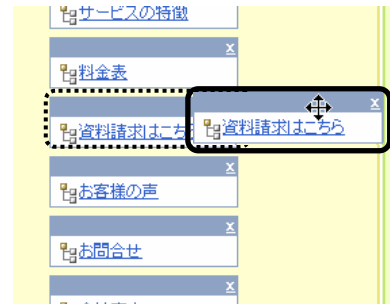 サービスの特徴
x
料金表
x
資料請求はこち
資料請求はこちら
x
お客様の声
x
お問合せ
x